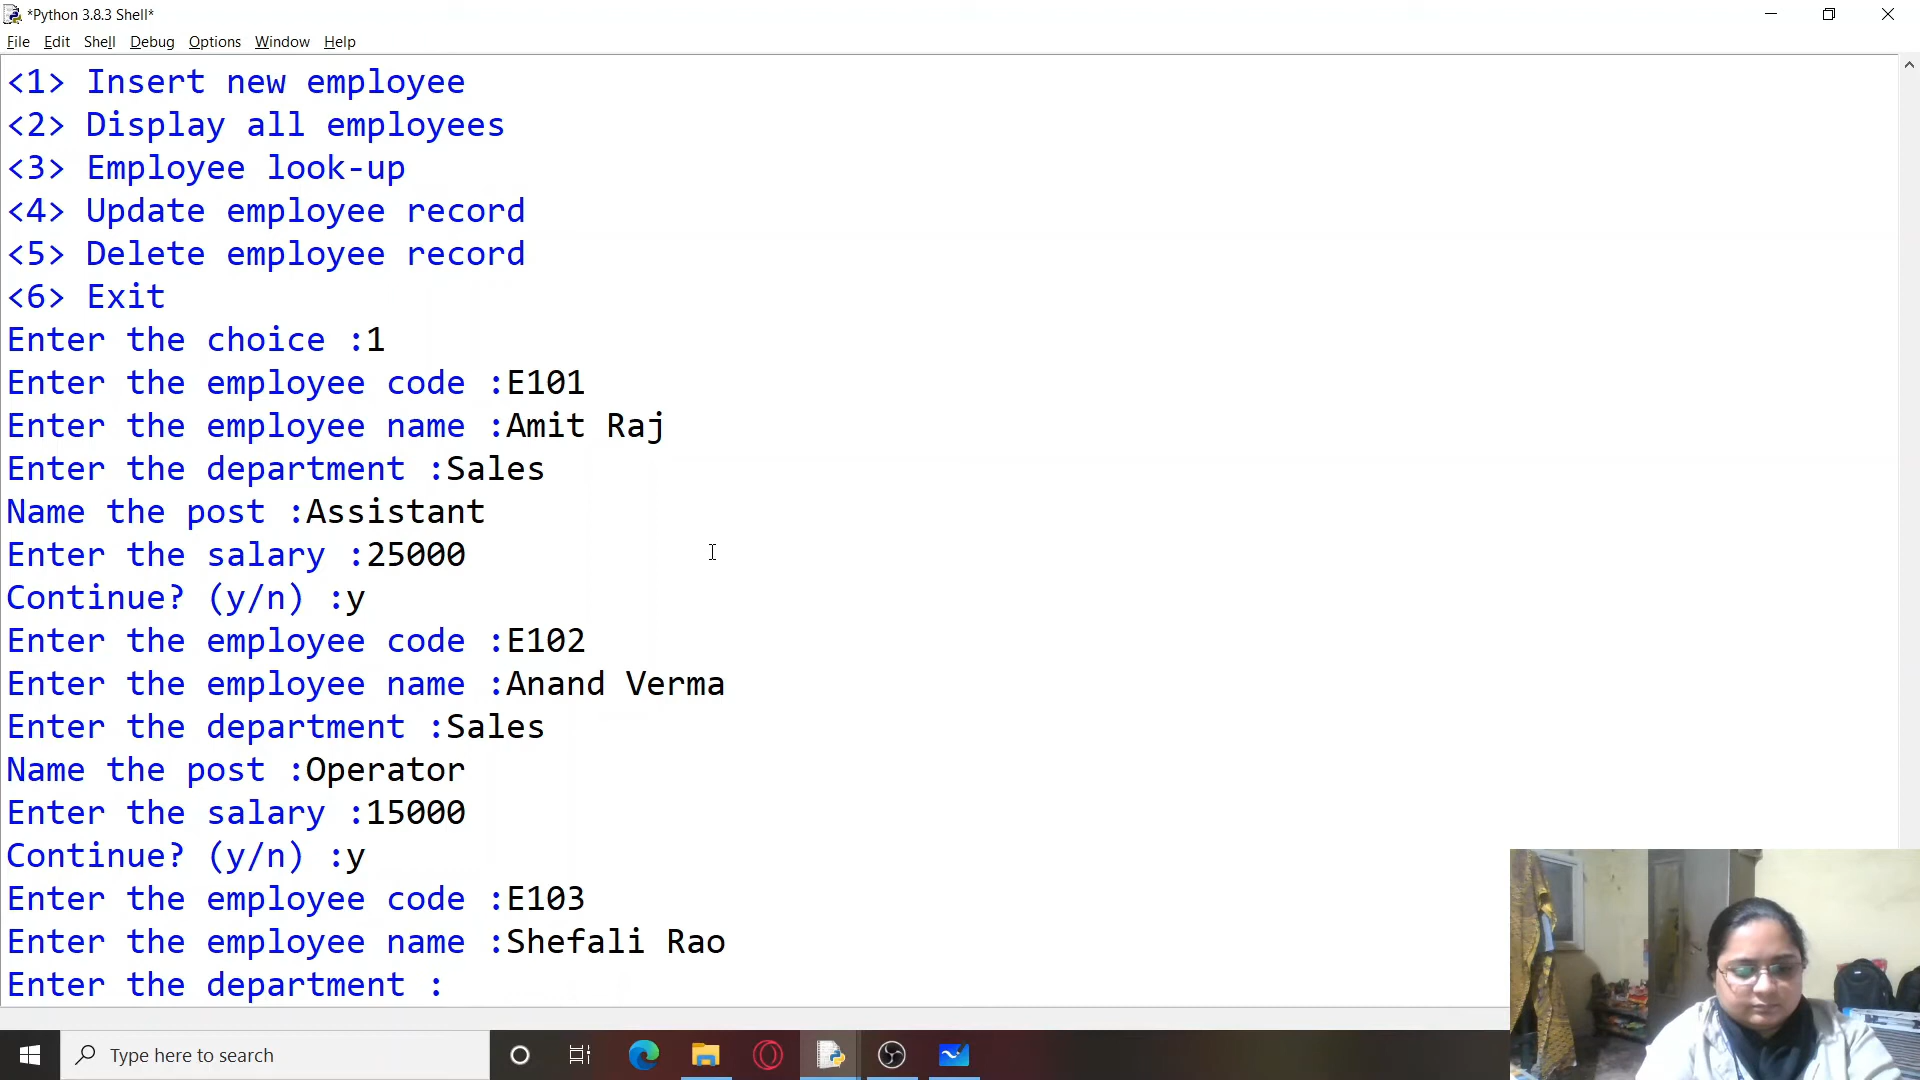 *Python 3.8.3 Shell*
File Edit Shell Debug Options Window Help
<1> Insert new employee
<2> Display all employees
<3> Employee look-up
<4> Update employee record
<5> Delete employee record
<6> Exit
Enter the choice :1
Enter the employee code :E101
Enter the employee name :Amit Raj
Enter the department :Sales
Name the post :Assistant
Enter the salary :25000
Continue? (y/n) :y
Enter the employee code :E102
Enter the employee name :Anand Verma
Enter the department :Sales
Name the post :Operator
Enter the salary :15000
Continue? (y/n) :y
Enter the employee code :E103
Enter the employee name :Shefali Rao
Enter the department :
Type here to search